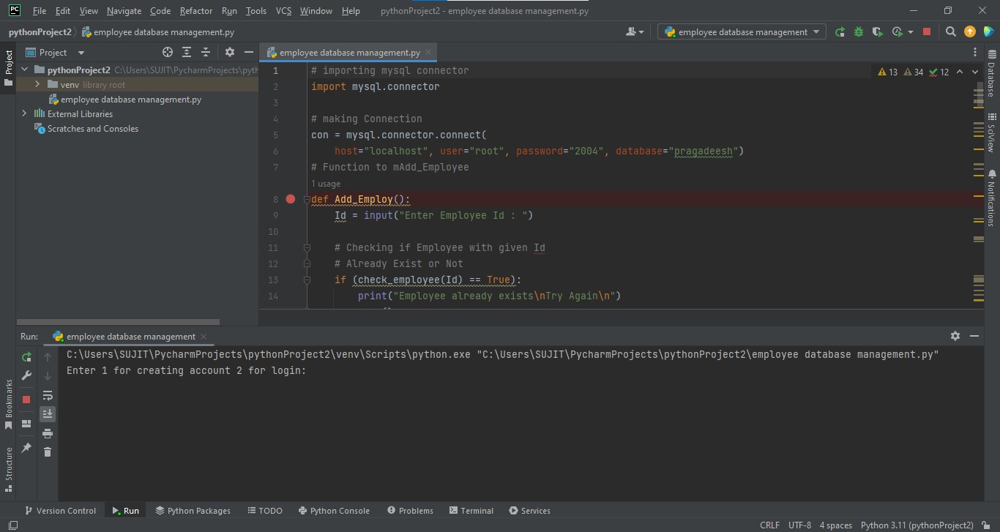 PC File Edit View Navigate Code Refactor Run Tools VCS Window Help pythonProject2 - employee database management.py
pythonProject2 employee database management.py
employee database management
Project
employee database management.py
Project
pythonProject2 C:\Users\SUJIT\PycharmProjects\pyth
venv library root
employee database management.py
External Libraries
Scratches and Consoles
13 34 12
1 # importing mysql connector
2 import mysql.connector
3
4 # making Connection
5 con = mysql.connector.connect(
6 host="localhost", user="root", password="2004", database="pragadeesh")
7 # Function to mAdd_Employee
1 usage
8 def Add_Employ():
9 Id = input("Enter Employee Id : ")
10
11 # Checking if Employee with given Id
12 # Already Exist or Not
13 if (check_employee(Id) == True):
14 print("Employee already exists\nTry Again\n")
Database
SciView
Notifications
Run: employee database management
C:\Users\SUJIT\PycharmProjects\pythonProject2\venv\Scripts\python.exe "C:\Users\SUJIT\PycharmProjects\pythonProject2\employee database management.py"
Enter 1 for creating account 2 for login:
Bookmarks
Structure
Version Control Run Python Packages TODO Python Console Problems Terminal Services
CRLF UTF-8 4 spaces Python 3.11 (pythonProject2)